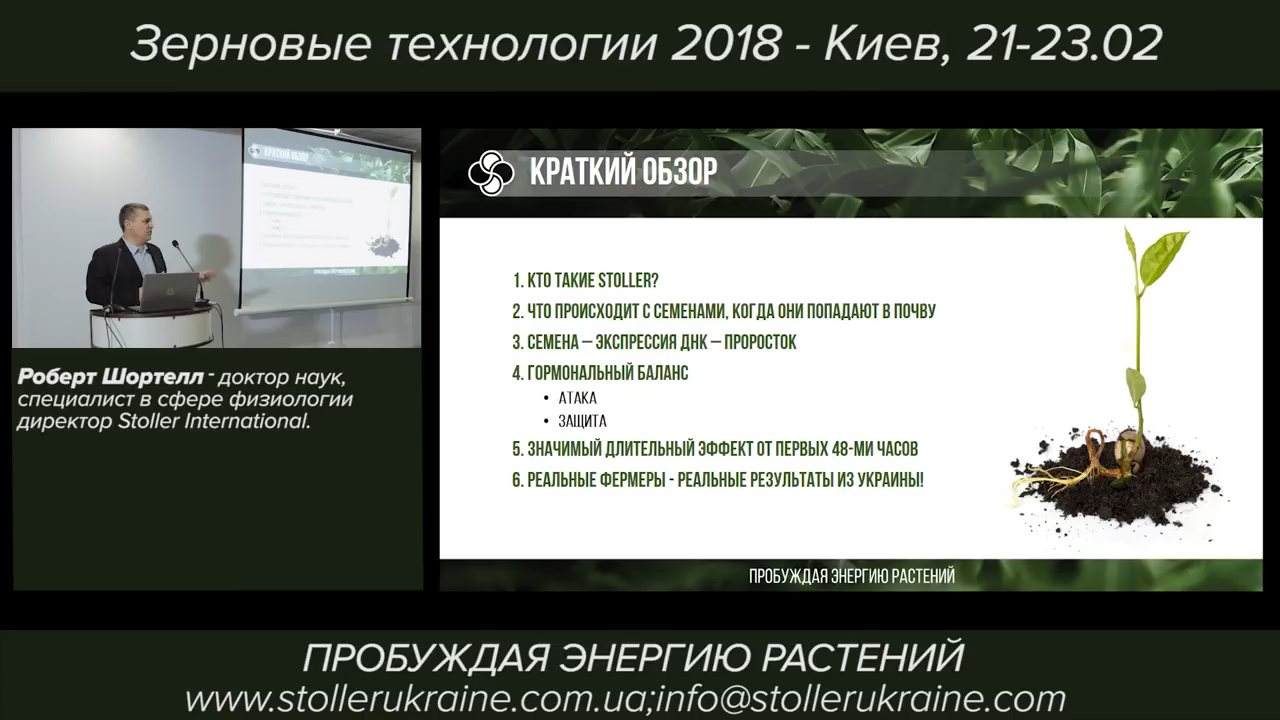 Зерновые технологии 2018 - Киев, 21-23.02
КРАТКИЙ ОБЗОР
Роберт Шортелл - доктор наук,
специалист в сфере физиологии
директор Stoller International.
КРАТКИЙ ОБЗОР
1. КТО ТАКИЕ STOLLER?
2. ЧТО ПРОИСХОДИТ С СЕМЕНАМИ, КОГДА ОНИ ПОПАДАЮТ В ПОЧВУ
3. СЕМЕНА – ЭКСПРЕССИЯ ДНК – ПРОРОСТОК
4. ГОРМОНАЛЬНЫЙ БАЛАНС
• АТАКА
• ЗАЩИТА
5. ЗНАЧИМЫЙ ДЛИТЕЛЬНЫЙ ЭФФЕКТ ОТ ПЕРВЫХ 48-МИ ЧАСОВ
6. РЕАЛЬНЫЕ ФЕРМЕРЫ - РЕАЛЬНЫЕ РЕЗУЛЬТАТЫ ИЗ УКРАИНЫ!
ПРОБУЖДАЯ ЭНЕРГИЮ РАСТЕНИЙ
ПРОБУЖДАЯ ЭНЕРГИЮ РАСТЕНИЙ
www.stollerukraine.com.ua;info@stollerukraine.com